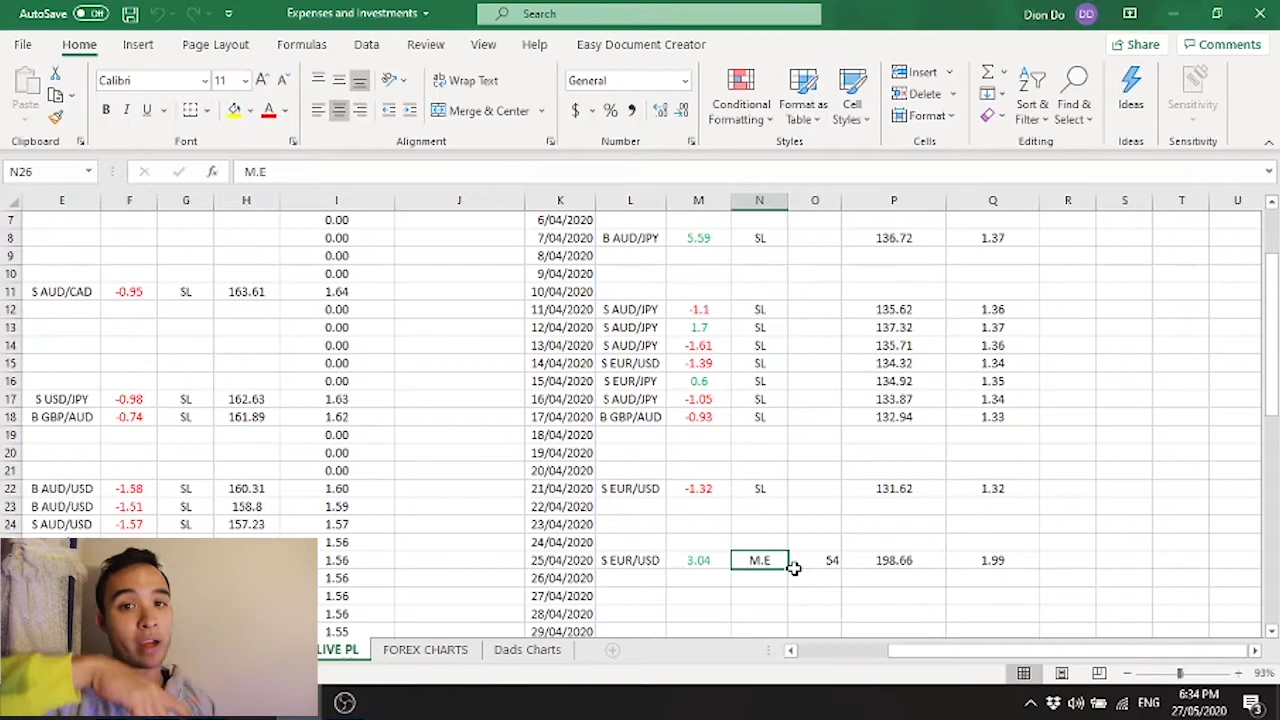 AutoSave Off Expenses and Investments Search Dion Do DD
File Home Insert Page Layout Formulas Data Review View Help Easy Document Creator Share Comments
Paste Calibri 11 A A Wrap Text General Insert Σ
B I U A Merge & Center $ % Conditional Formatting Format as Table Cell Styles Delete Format Sort & Filter Find & Select Ideas Sensitivity
Clipboard Font Alignment Number Styles Cells Editing Ideas Sensitivity
N26 fx M.E
E F G H I J K L M N O P Q R S T U
7 0.00 6/04/2020
8 0.00 7/04/2020 B AUD/JPY 5.59 SL 136.72 1.37
9 0.00 8/04/2020
10 0.00 9/04/2020
11 S AUD/CAD -0.95 SL 163.61 1.64 10/04/2020
12 0.00 11/04/2020 S AUD/JPY -1.1 SL 135.62 1.36
13 0.00 12/04/2020 S AUD/JPY 1.7 SL 137.32 1.37
14 0.00 13/04/2020 S AUD/JPY -1.61 SL 135.71 1.36
15 0.00 14/04/2020 S EUR/USD -1.39 SL 134.32 1.34
16 0.00 15/04/2020 S EUR/JPY 0.6 SL 134.92 1.35
17 S USD/JPY -0.98 SL 162.63 1.63 16/04/2020 S AUD/JPY -1.05 SL 133.87 1.34
18 B GBP/AUD -0.74 SL 161.89 1.62 17/04/2020 B GBP/AUD -0.93 SL 132.94 1.33
19 0.00 18/04/2020
20 0.00 19/04/2020
21 0.00 20/04/2020
22 B AUD/USD -1.58 SL 160.31 1.60 21/04/2020 S EUR/USD -1.32 SL 131.62 1.32
23 B AUD/USD -1.51 SL 158.8 1.59 22/04/2020
24 S AUD/USD -1.57 SL 157.23 1.57 23/04/2020
1.56 24/04/2020
1.56 25/04/2020 S EUR/USD 3.04 M.E 54 198.66 1.99
1.56 26/04/2020
1.56 27/04/2020
1.56 28/04/2020
1.55 29/04/2020
LIVE PL FOREX CHARTS Dads Charts
93%
ENG 6:34 PM
27/05/2020 3